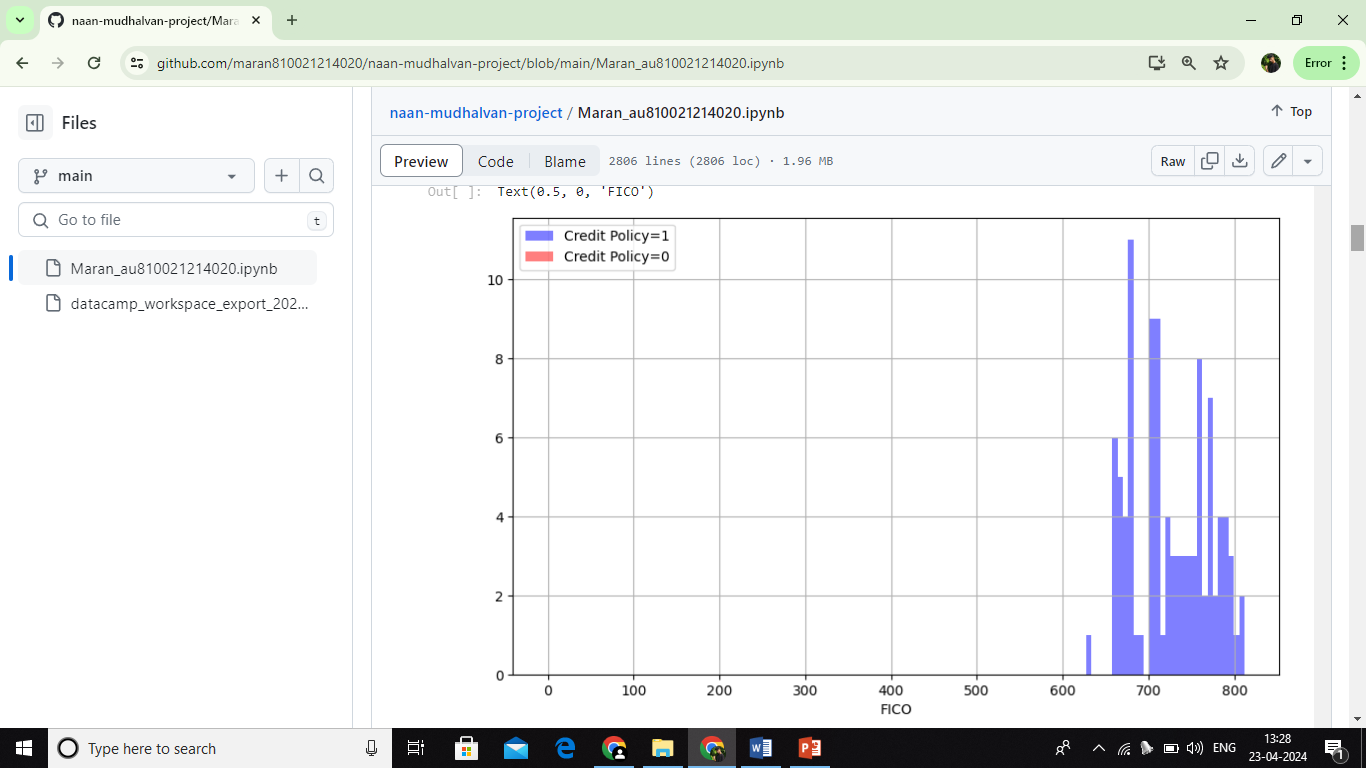 naan-mudhalvan-project/Mara
github.com/maran810021214020/naan-mudhalvan-project/blob/main/Maran_au810021214020.ipynb
Error
Files
main
Go to file
t
Maran_au810021214020.ipynb
datacamp_workspace_export_202...
naan-mudhalvan-project / Maran_au810021214020.ipynb
Top
Preview Code Blame 2806 lines (2806 loc) · 1.96 MB
Raw
Out[ ]: Text(0.5, 0, 'FICO')
Credit Policy=1
Credit Policy=0
10
8
6
4
2
0
0 100 200 300 400 500 600 700 800
FICO
Type here to search
ENG
13:28
23-04-2024
1